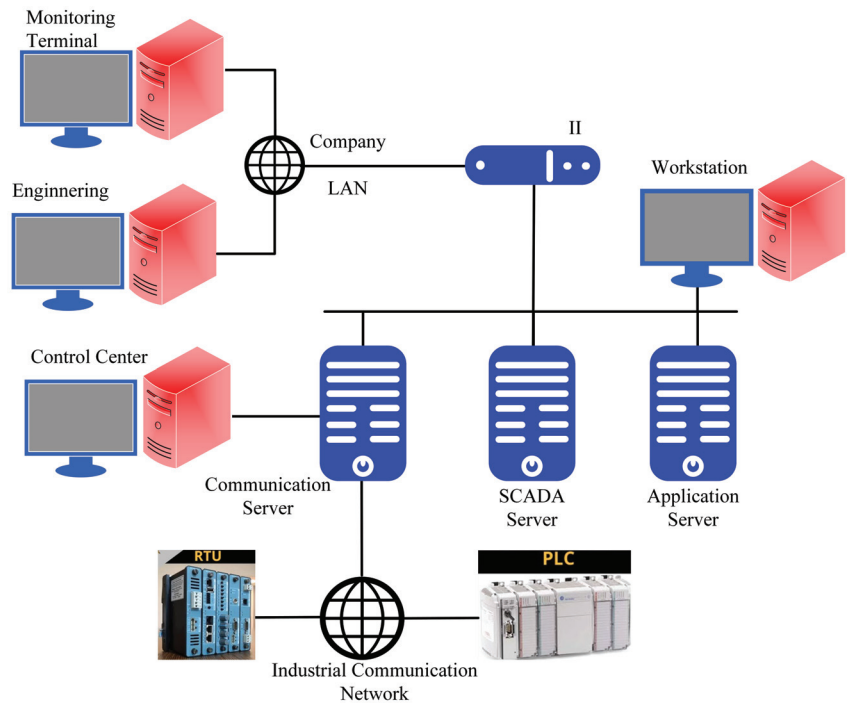 Monitoring
Terminal
II
Company
LAN
Workstation
Enginnering
Control Center
Communication
Server
SCADA
Server
Application
Server
RTU
PLC
Industrial Communication
Network